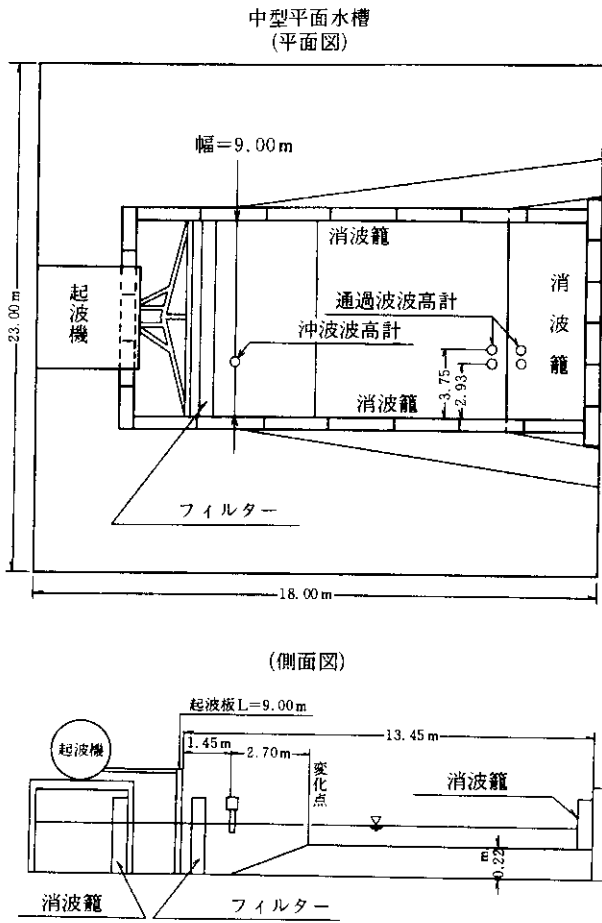 中型平面水槽
(平面図)
幅=9.00m
消波籠
起波機
通過波波高計
沖波波高計
消波籠
23.00m
3.75
2.93
消波籠
フィルター
18.00m
(側面図)
起波板L=9.00m
起波機
1.45m
2.70m
13.45m
変化点
消波籠
0.22m
消波籠
フィルター